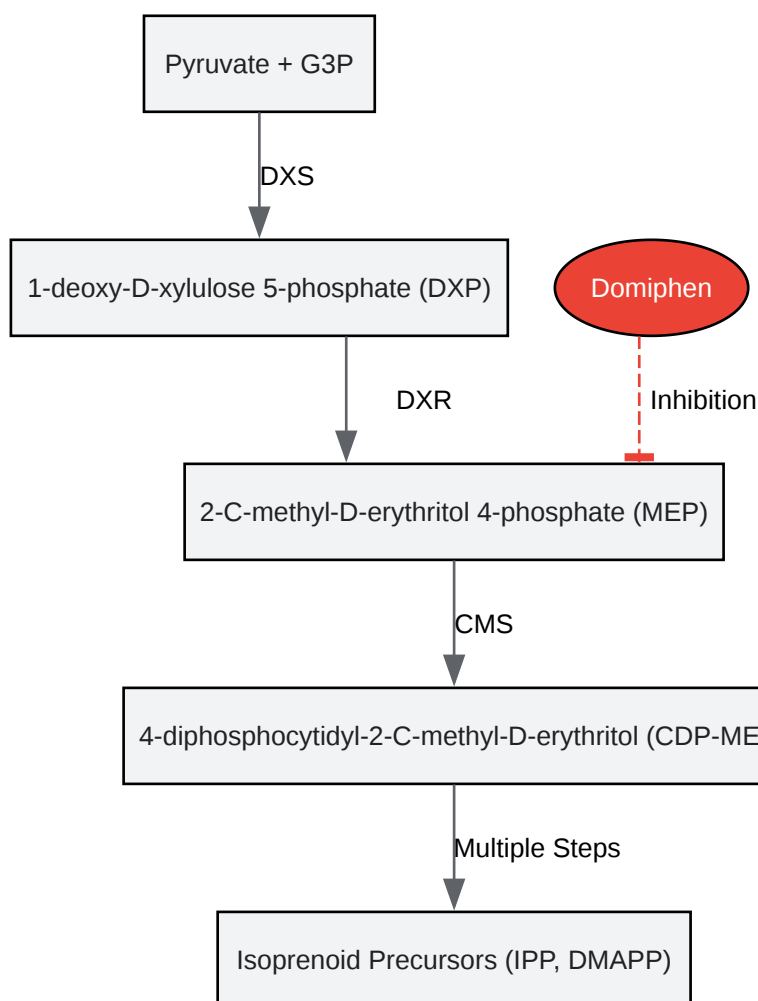 Pyruvate + G3P
DXS
1-deoxy-D-xylulose 5-phosphate (DXP)
Domiphen
DXR
Inhibition
2-C-methyl-D-erythritol 4-phosphate (MEP)
CMS
4-diphosphocytidyl-2-C-methyl-D-erythritol (CDP-ME
Multiple Steps
Isoprenoid Precursors (IPP, DMAPP)